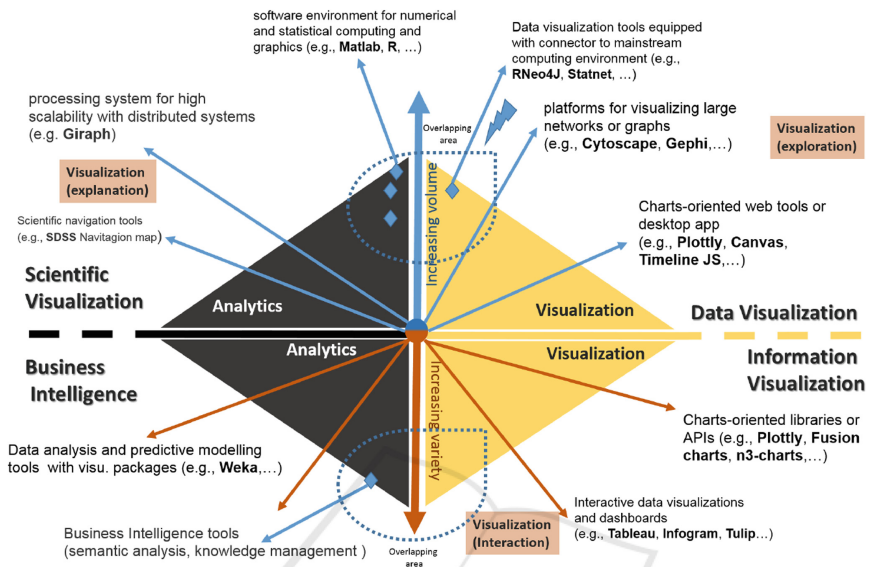 software environment for numerical
and statistical computing and
graphics (e.g., Matlab, R, …)
Data visualization tools equipped
with connector to mainstream
computing environment (e.g.,
RNeo4J, Statnet, …)
processing system for high
scalability with distributed systems
(e.g. Giraph)
Overlapping
area
platforms for visualizing large
networks or graphs
(e.g., Cytoscape, Gephi,…)
Visualization
(exploration)
Visualization
(explanation)
Increasing volume
Scientific navigation tools
(e.g., SDSS Navitagion map)
Charts-oriented web tools or
desktop app
(e.g., Plottly, Canvas,
Timeline JS,…)
Scientific
Visualization
Analytics
Visualization
Data Visualization
Business
Intelligence
Analytics
Visualization
Information
Visualization
Increasing variety
Charts-oriented libraries or
APIs (e.g., Plottly, Fusion
charts, n3-charts,…)
Data analysis and predictive modelling
tools with visu. packages (e.g., Weka,…)
Business Intelligence tools
(semantic analysis, knowledge management )
Overlapping
area
Visualization
(Interaction)
Interactive data visualizations
and dashboards
(e.g., Tableau, Infogram, Tulip…)